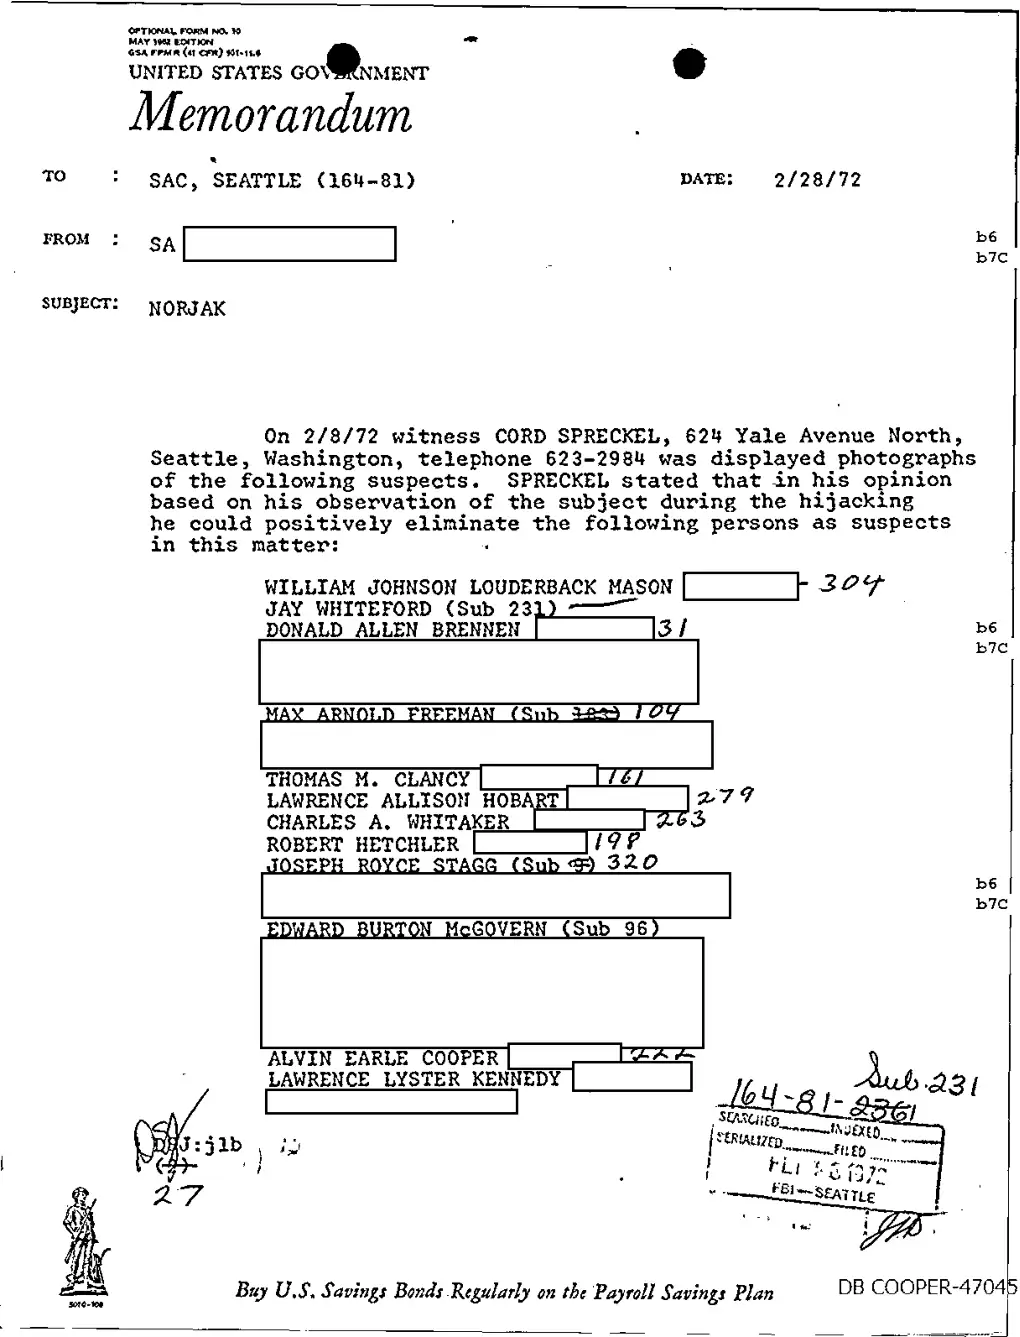 OPTIONAL FORM NO. 10
MAY 1962 EDITION
GSA FPMR (41 CFR) 101-11.6
UNITED STATES GOVERNMENT
Memorandum
TO : SAC, SEATTLE (164-81) DATE: 2/28/72
FROM : SA b6
b7C
SUBJECT: NORJAK
On 2/8/72 witness CORD SPRECKEL, 624 Yale Avenue North,
Seattle, Washington, telephone 623-2984 was displayed photographs
of the following suspects. SPRECKEL stated that in his opinion
based on his observation of the subject during the hijacking
he could positively eliminate the following persons as suspects
in this matter:
WILLIAM JOHNSON LOUDERBACK MASON - 304
JAY WHITEFORD (Sub 231)
DONALD ALLEN BRENNEN 31 b6
b7C
MAX ARNOLD FREEMAN (Sub 183) 104
THOMAS M. CLANCY 161
LAWRENCE ALLISON HOBART 279
CHARLES A. WHITAKER 263
ROBERT HETCHLER 198
JOSEPH ROYCE STAGG (Sub 9) 320
b6
b7C
EDWARD BURTON McGOVERN (Sub 96)
ALVIN EARLE COOPER 222
LAWRENCE LYSTER KENNEDY
Sub 231
164-81-2361
SEARCHED INDEXED
SERIALIZED FILED
1972
FBI-SEATTLE
J:jlb
(2)
27
5010-108
Buy U.S. Savings Bonds Regularly on the Payroll Savings Plan
DB COOPER-47045